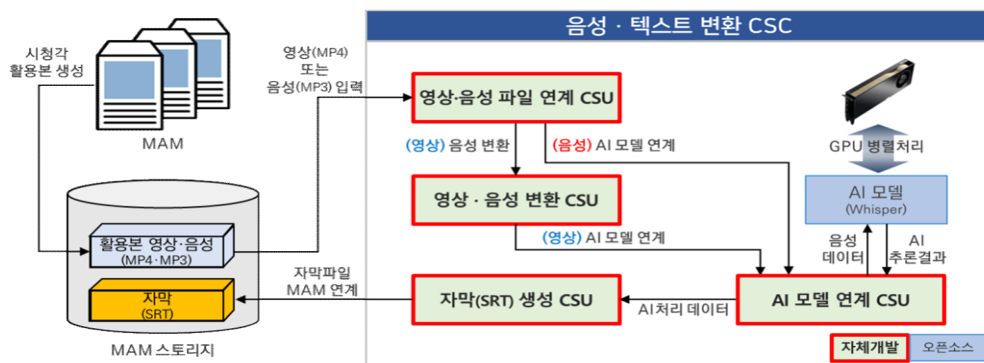 음성 · 텍스트 변환 CSC
시청각
활용본 생성
MAM
영상(MP4)
또는
음성(MP3) 입력
영상·음성 파일 연계 CSU
(영상) 음성 변환
(음성) AI 모델 연계
GPU 병렬처리
영상 · 음성 변환 CSU
AI 모델
(Whisper)
(영상) AI 모델 연계
음성
데이터
AI
추론결과
활용본 영상·음성
(MP4·MP3)
자막
(SRT)
자막파일
MAM 연계
자막(SRT) 생성 CSU
AI처리 데이터
AI 모델 연계 CSU
MAM 스토리지
자체개발
오픈소스